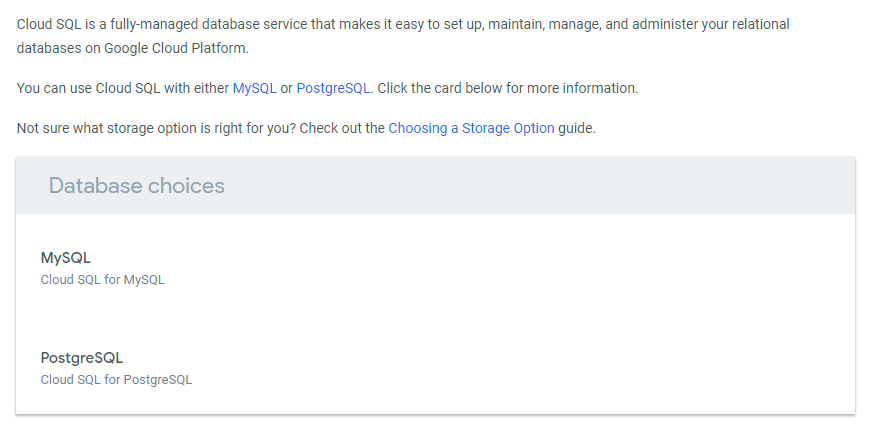 Cloud SQL is a fully-managed database service that makes it easy to set up, maintain, manage, and administer your relational
databases on Google Cloud Platform.
You can use Cloud SQL with either MySQL or PostgreSQL. Click the card below for more information.
Not sure what storage option is right for you? Check out the Choosing a Storage Option guide.
Database choices
MySQL
Cloud SQL for MySQL
PostgreSQL
Cloud SQL for PostgreSQL